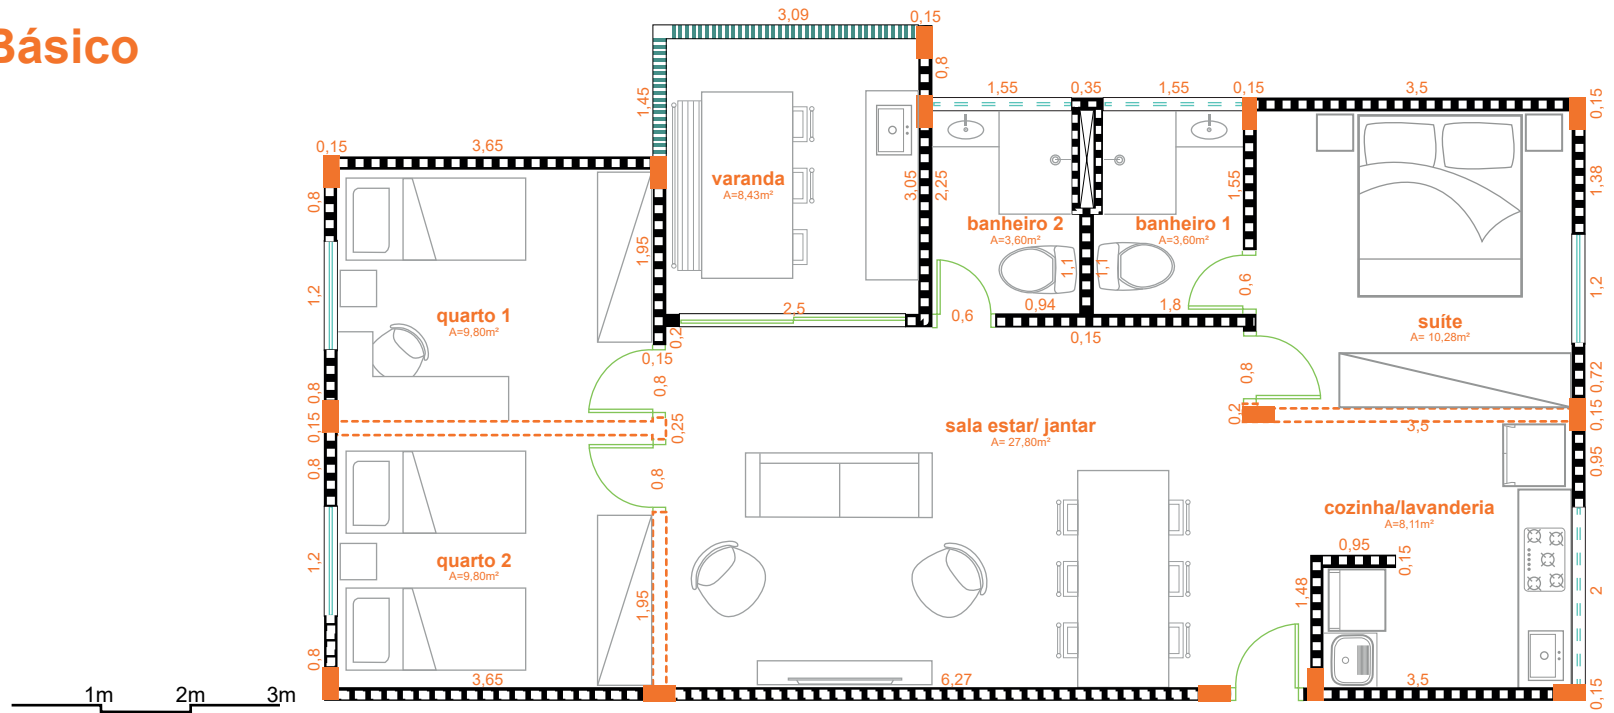 Básico
3,09
0,15
0,8
1,55
0,35
1,55
0,15
3,5
0,15
1,45
0,15
3,65
0,8
1,95
varanda
A=8,43m²
3,05
2,25
1,55
1,38
banheiro 2
A=3,60m²
banheiro 1
A=3,60m²
1,1
1,1
0,6
1,2
1,2
quarto 1
A=9,80m²
2,5
0,2
0,6
0,94
1,8
0,15
suíte
A= 10,28m²
0,15
0,8
0,8
0,72
0,8
0,15
0,25
0,2
3,5
0,15
sala estar/ jantar
A= 27,80m²
0,8
0,8
0,95
cozinha/lavanderia
A=8,11m²
1,2
quarto 2
A=9,80m²
0,95
0,15
1,95
1,48
2
0,8
3,65
6,27
3,5
0,15
1m
2m
3m